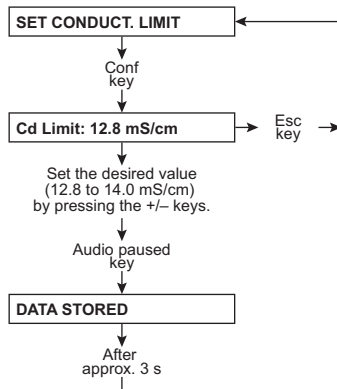 SET CONDUCT. LIMIT
Conf
key
Cd Limit: 12.8 mS/cm
Esc
key
Set the desired value
(12.8 to 14.0 mS/cm)
by pressing the +/– keys.
Audio paused
key
DATA STORED
After
approx. 3 s